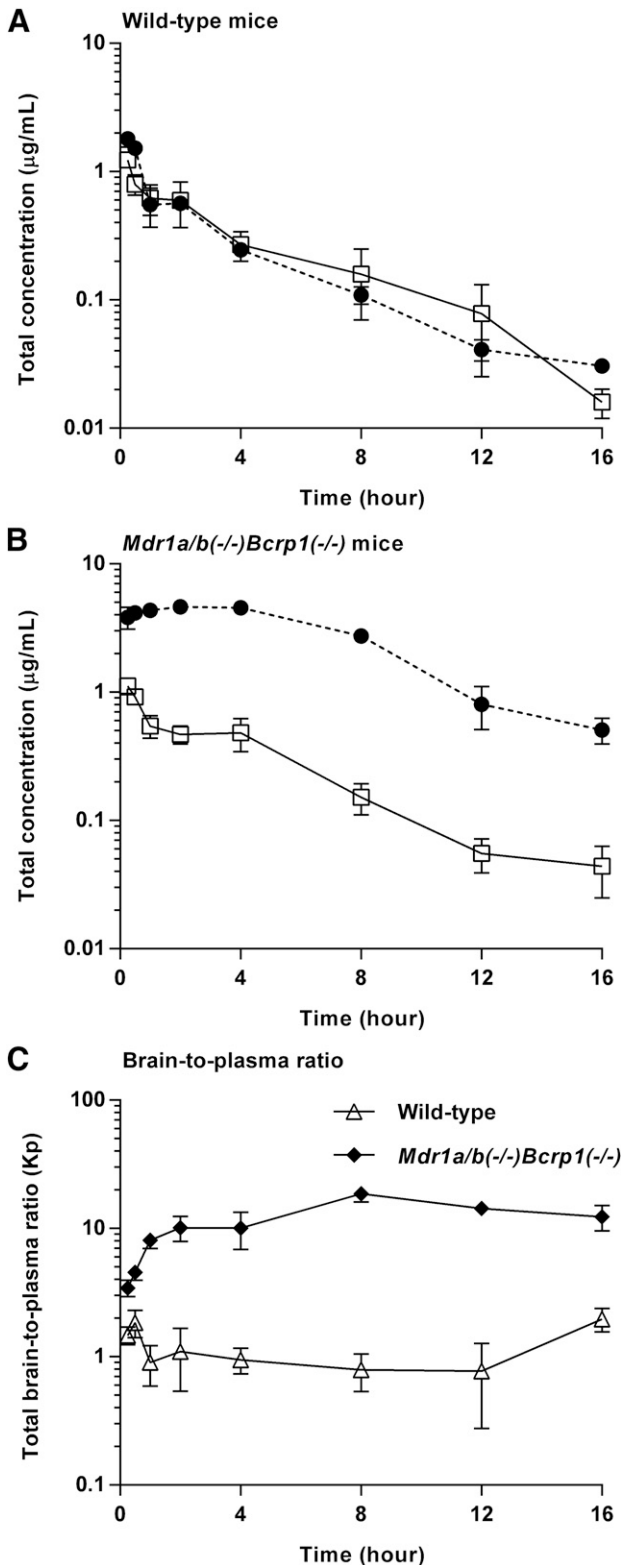 A
Wild-type mice
Total concentration (μg/mL)
10
1
0.1
0.01
0
4
8
12
16
Time (hour)
B
Mdr1a/b(-/-)Bcrp1(-/-) mice
Total concentration (μg/mL)
10
1
0.1
0.01
0
4
8
12
16
Time (hour)
C
Brain-to-plasma ratio
Total brain-to-plasma ratio (Kp)
100
10
1
0.1
Wild-type
Mdr1a/b(-/-)Bcrp1(-/-)
0
4
8
12
16
Time (hour)